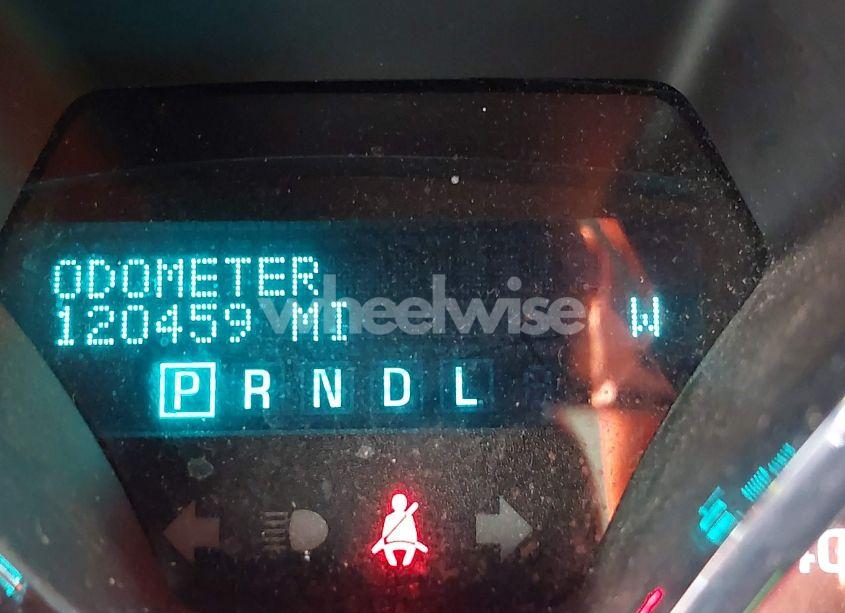 ODOMETER
120459 MI W
wheelwise
P R N D L